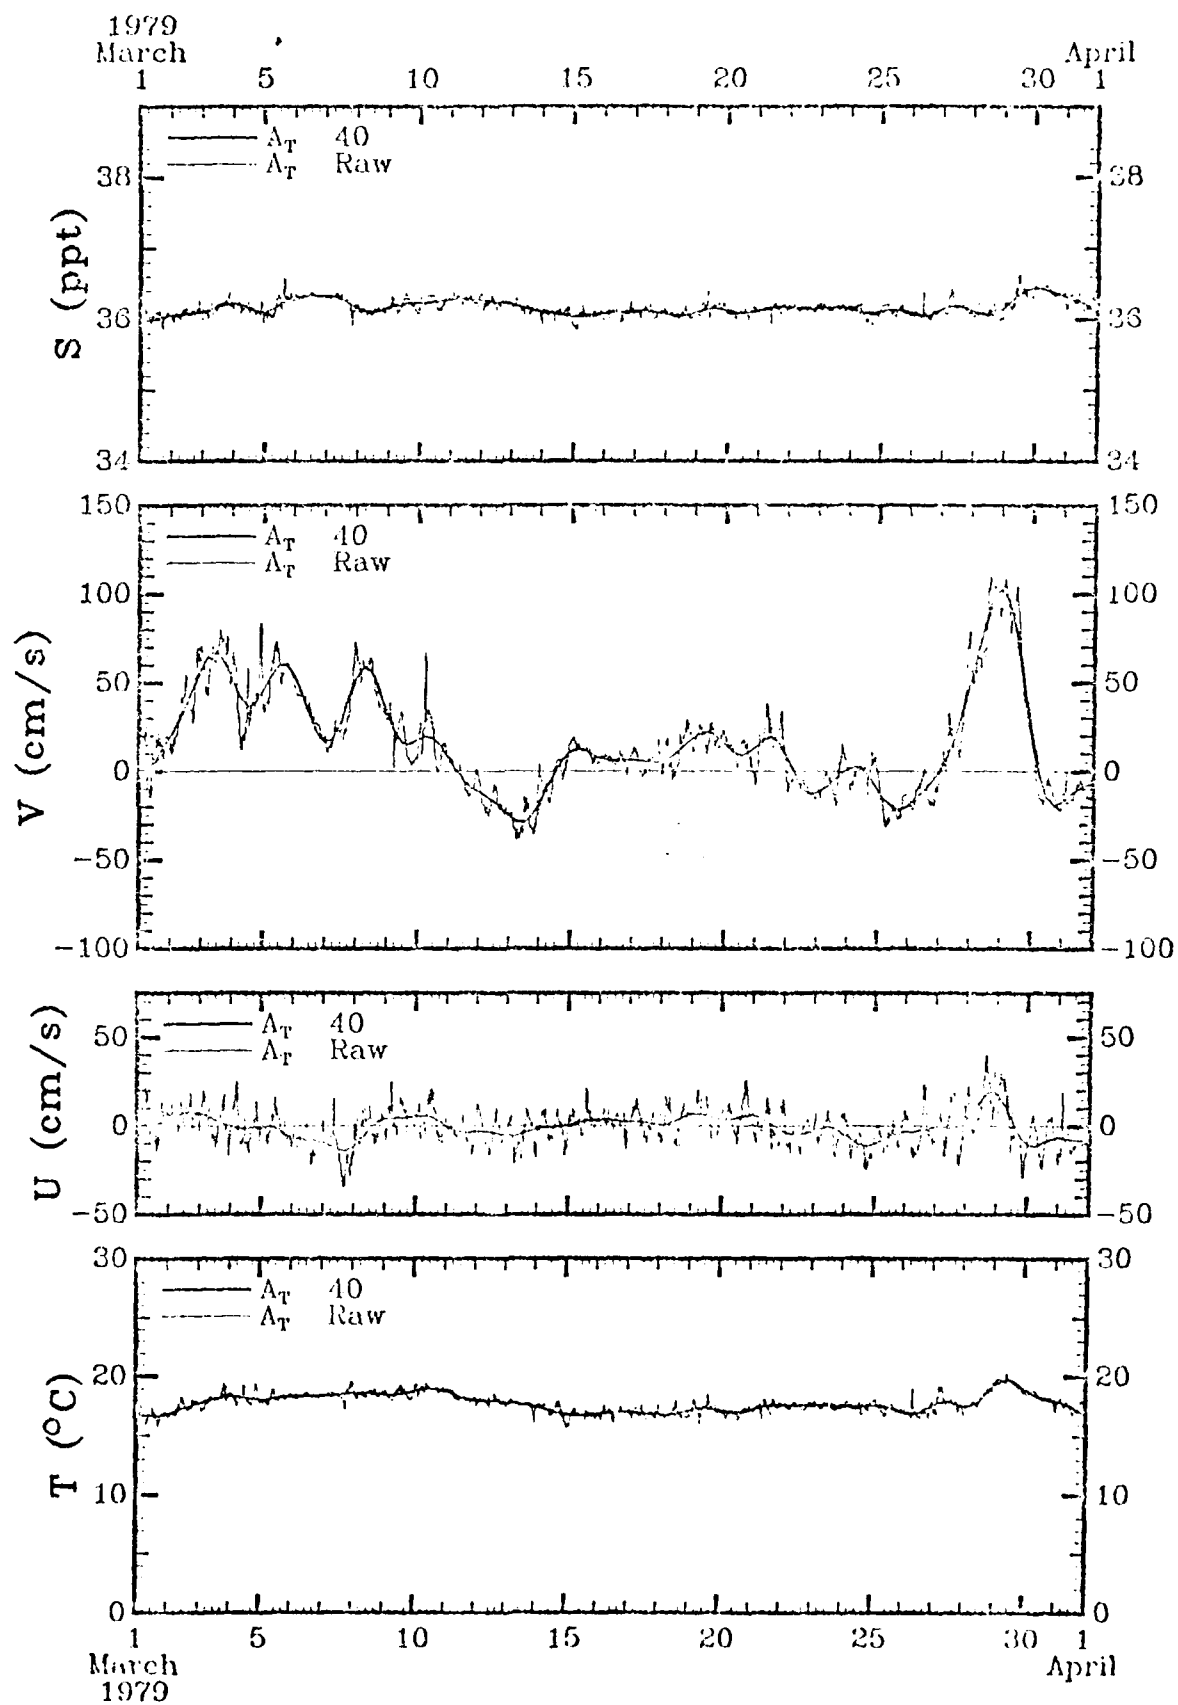 1979
March
April
1 5 10 15 20 25 30 1
A_T 40
A_T Raw
S (ppt)
38 38
36 36
34 34
150 150
A_T 40
A_T Raw
V (cm/s)
100 100
50 50
0 0
−50 −50
−100 −100
A_T 40
A_T Raw
U (cm/s)
50 50
0 0
−50 −50
30 30
A_T 40
A_T Raw
T (°C)
20 20
10 10
0 0
1 5 10 15 20 25 30 1
March
April
1979